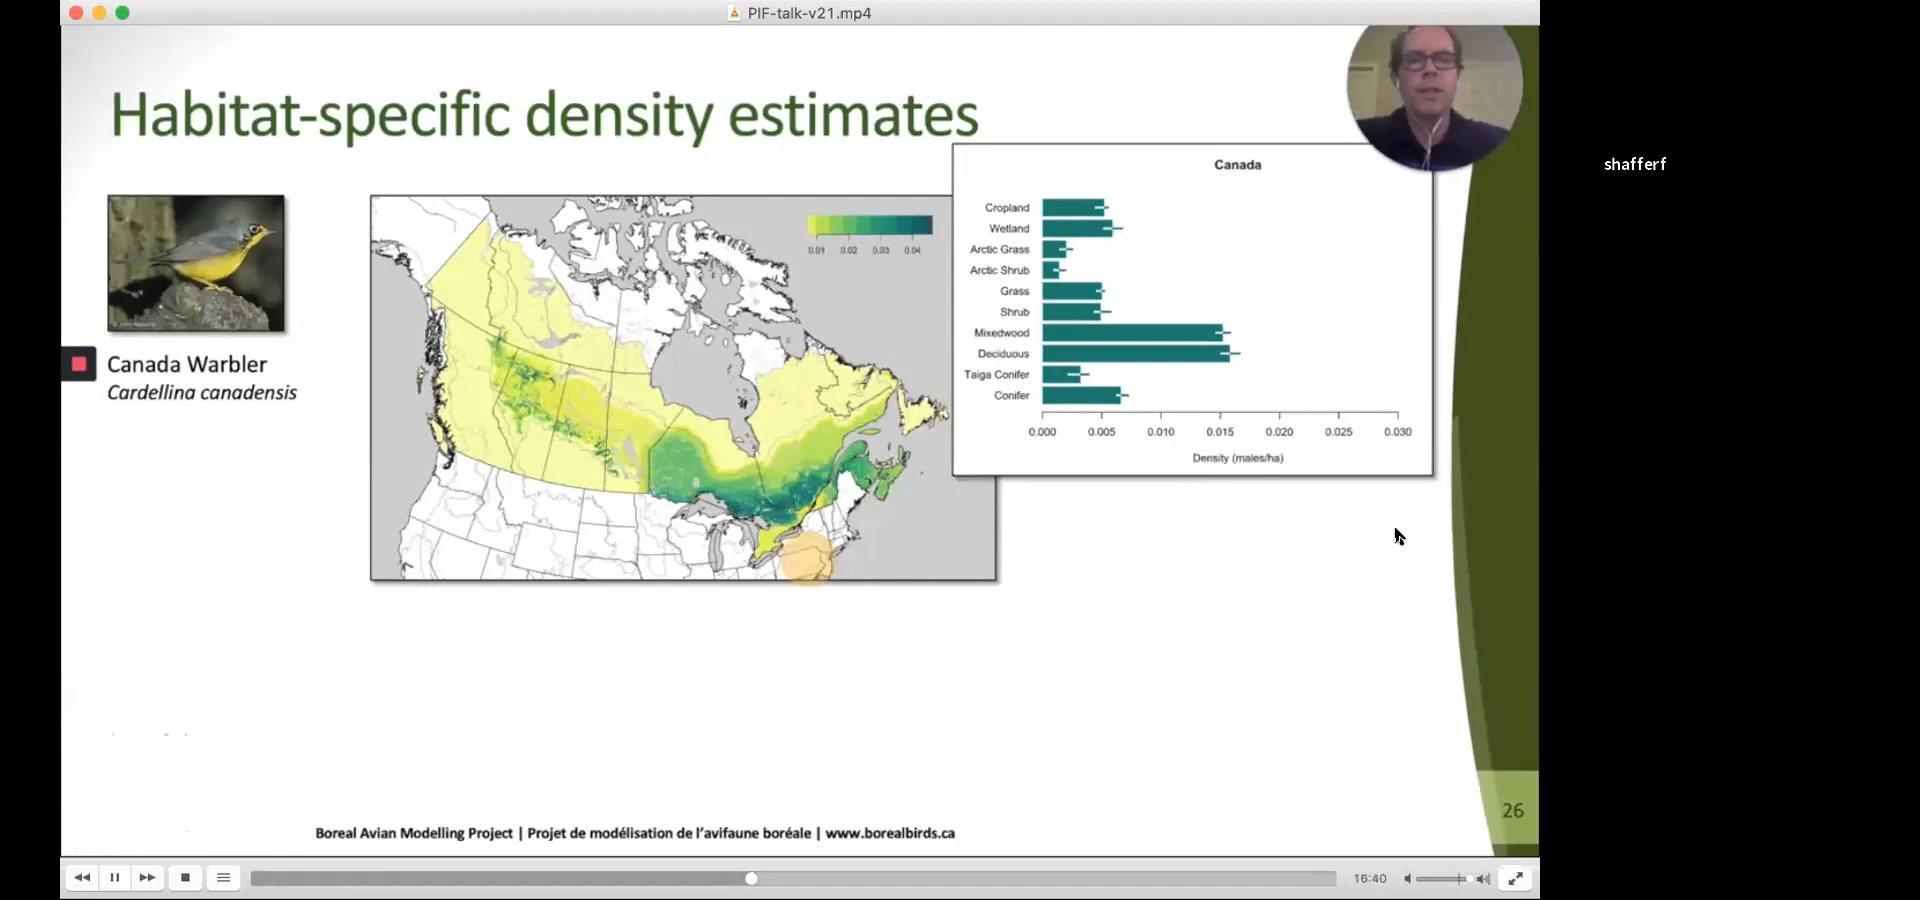 PIF-talk-v21.mp4
Habitat-specific density estimates
shafferf
Canada
0.01 0.02 0.03 0.04
Cropland
Wetland
Arctic Grass
Arctic Shrub
Grass
Shrub
Mixedwood
Deciduous
Taiga Conifer
Conifer
0.000 0.005 0.010 0.015 0.020 0.025 0.030
Density (males/ha)
Canada Warbler
Cardellina canadensis
26
Boreal Avian Modelling Project | Projet de modélisation de l'avifaune boréale | www.borealbirds.ca
16:40